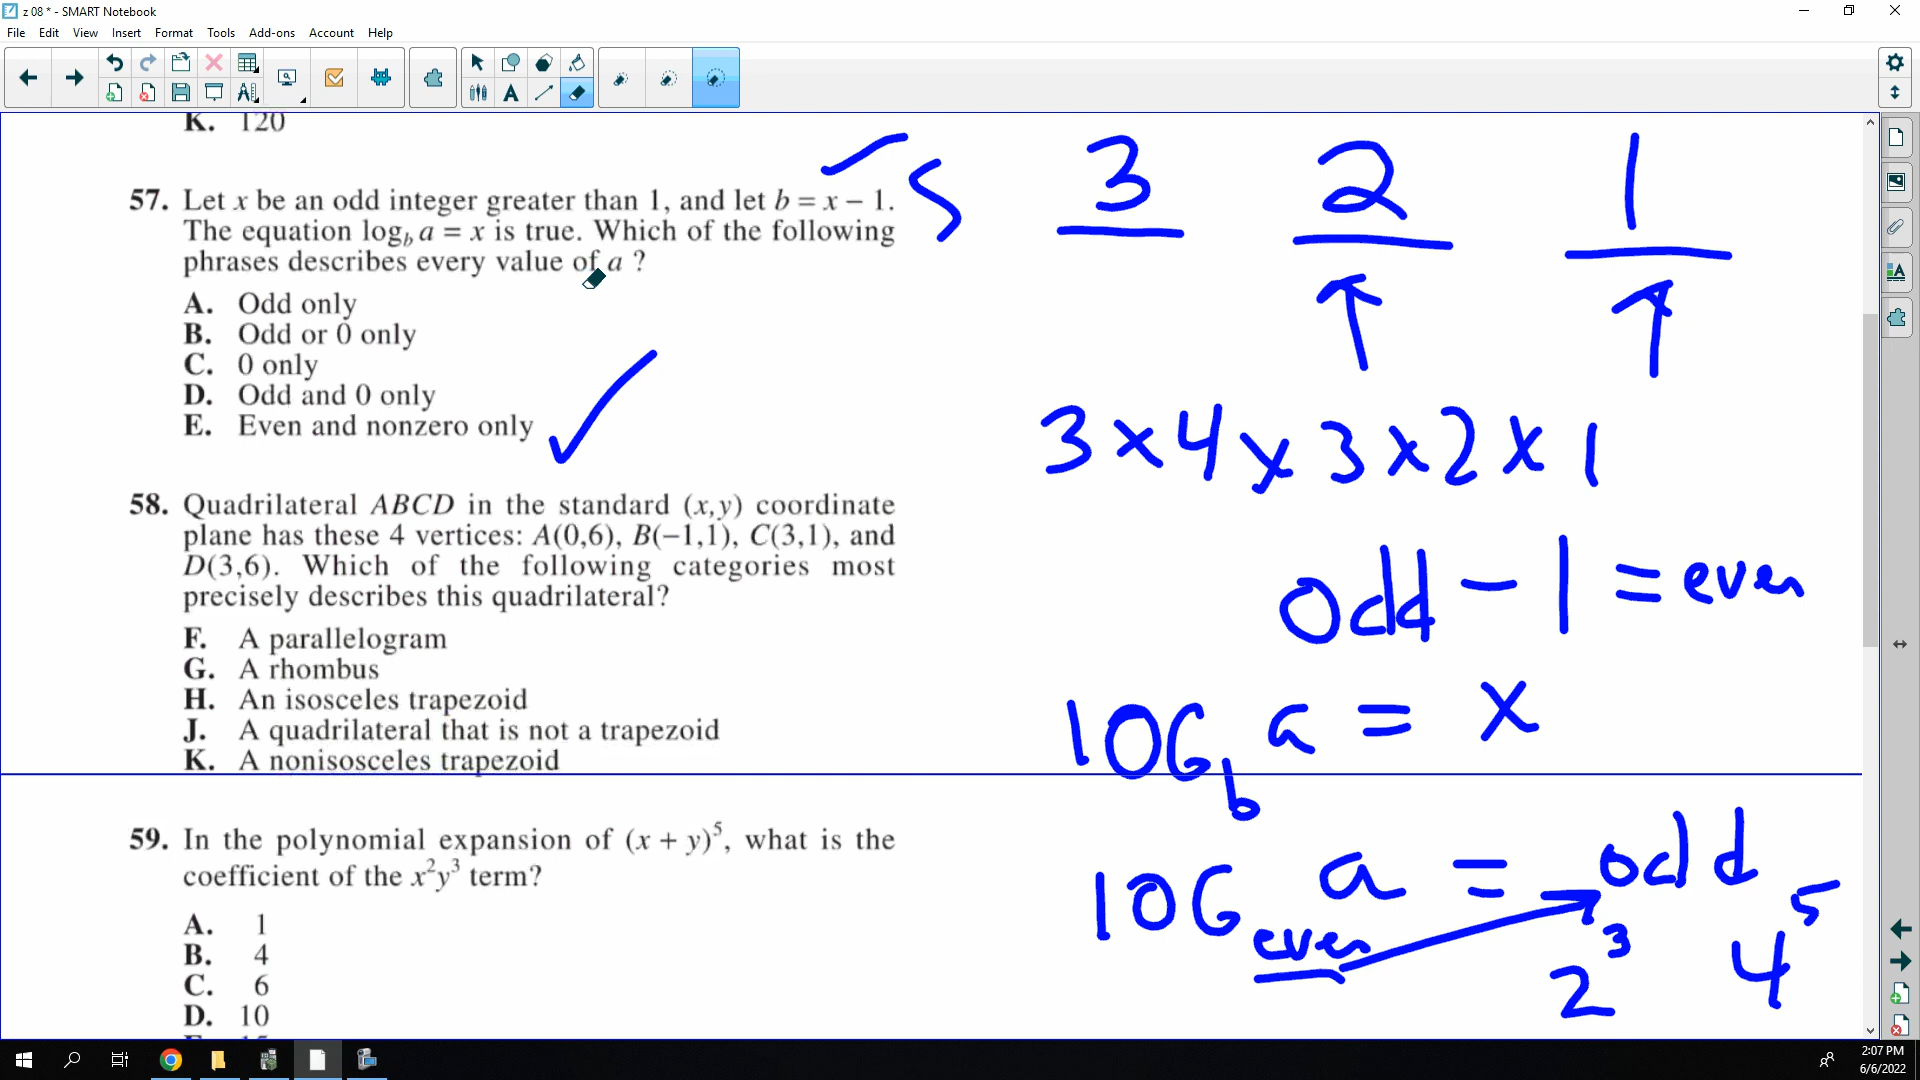 z 08 * - SMART Notebook
File Edit View Insert Format Tools Add-ons Account Help
K. 120
57. Let x be an odd integer greater than 1, and let b = x − 1.
The equation log_b a = x is true. Which of the following
phrases describes every value of a ?
A. Odd only
B. Odd or 0 only
C. 0 only
D. Odd and 0 only
E. Even and nonzero only
58. Quadrilateral ABCD in the standard (x,y) coordinate
plane has these 4 vertices: A(0,6), B(−1,1), C(3,1), and
D(3,6). Which of the following categories most
precisely describes this quadrilateral?
F. A parallelogram
G. A rhombus
H. An isosceles trapezoid
J. A quadrilateral that is not a trapezoid
K. A nonisosceles trapezoid
59. In the polynomial expansion of (x + y)⁵, what is the
coefficient of the x²y³ term?
A. 1
B. 4
C. 6
D. 10
3 2 1
3 x 4 x 3 x 2 x 1
odd − 1 = even
log_b a = x
log_even a = odd
2³ 4⁵
2:07 PM
6/6/2022